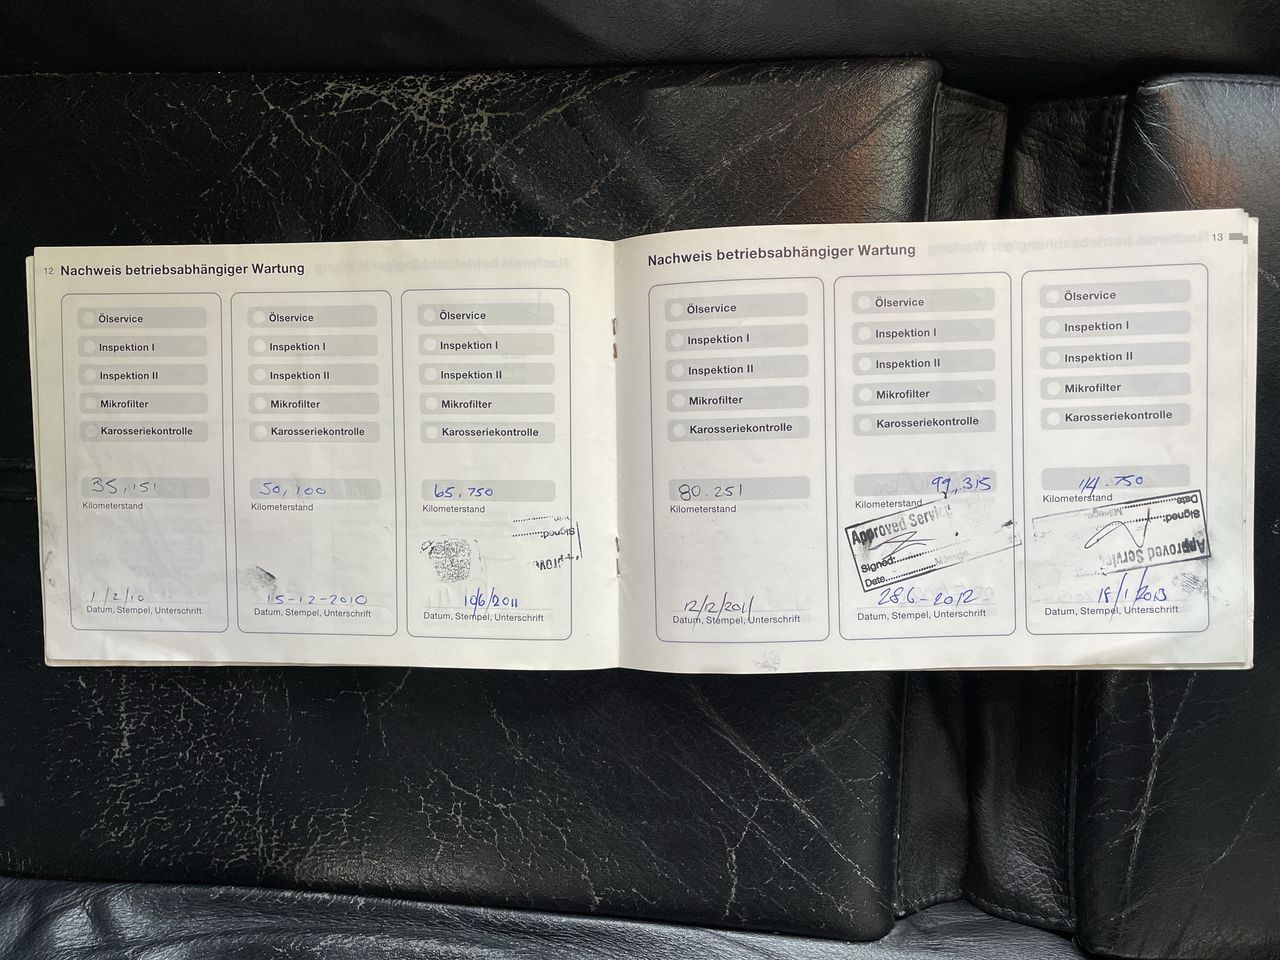 12 Nachweis betriebsabhängiger Wartung
Ölservice
Inspektion I
Inspektion II
Mikrofilter
Karosseriekontrolle
35,151
Kilometerstand
1/2/10
Datum, Stempel, Unterschrift
Ölservice
Inspektion I
Inspektion II
Mikrofilter
Karosseriekontrolle
50,100
Kilometerstand
15-12-2010
Datum, Stempel, Unterschrift
Ölservice
Inspektion I
Inspektion II
Mikrofilter
Karosseriekontrolle
65,750
Kilometerstand
Signed:
10/6/2011
Datum, Stempel, Unterschrift
Nachweis betriebsabhängiger Wartung 13
Ölservice
Inspektion I
Inspektion II
Mikrofilter
Karosseriekontrolle
80.251
Kilometerstand
12/12/2011
Datum, Stempel, Unterschrift
Ölservice
Inspektion I
Inspektion II
Mikrofilter
Karosseriekontrolle
99,315
Kilometerstand
Approved Service
Signed:
Date
286-2012
Datum, Stempel, Unterschrift
Ölservice
Inspektion I
Inspektion II
Mikrofilter
Karosseriekontrolle
114.750
Kilometerstand
Approved Service
Signed:
Mileage
Date
18/1/2013
Datum, Stempel, Unterschrift